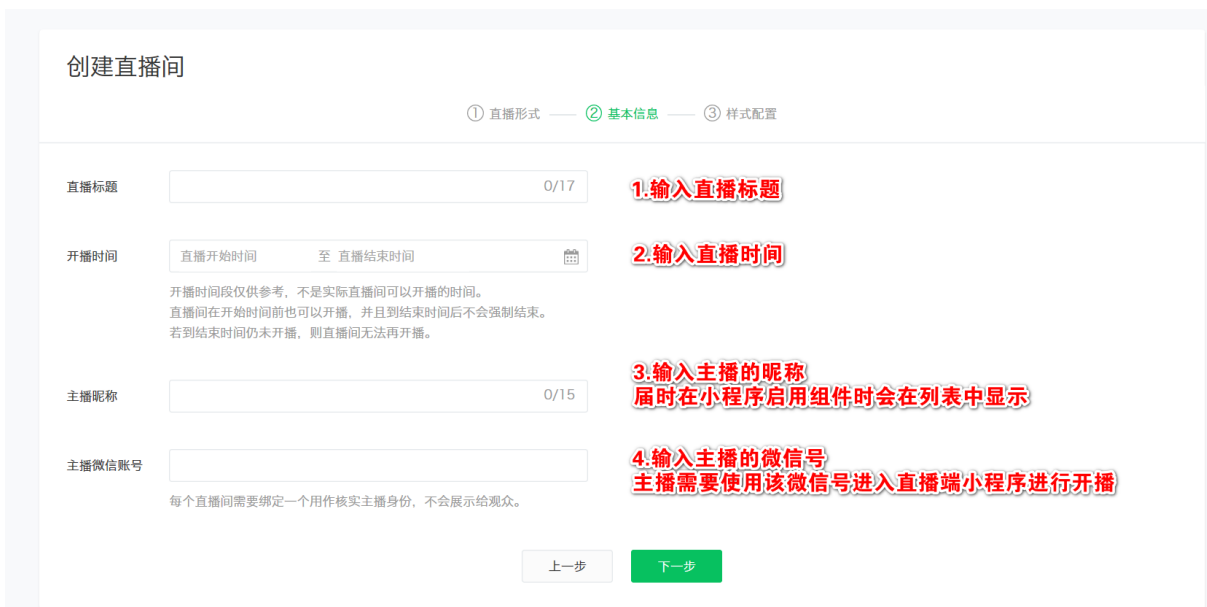 创建直播间
① 直播形式 —— ② 基本信息 —— ③ 样式配置
直播标题 0/17 1.输入直播标题
开播时间 直播开始时间 至 直播结束时间 2.输入直播时间
开播时间段仅供参考，不是实际直播间可以开播的时间。
直播间在开始时间前也可以开播，并且到结束时间后不会强制结束。
若到结束时间仍未开播，则直播间无法再开播。
3.输入主播的昵称
主播昵称 0/15 届时在小程序启用组件时会在列表中显示
4.输入主播的微信号
主播微信账号 主播需要使用该微信号进入直播端小程序进行开播
每个直播间需要绑定一个用作核实主播身份，不会展示给观众。
上一步 下一步